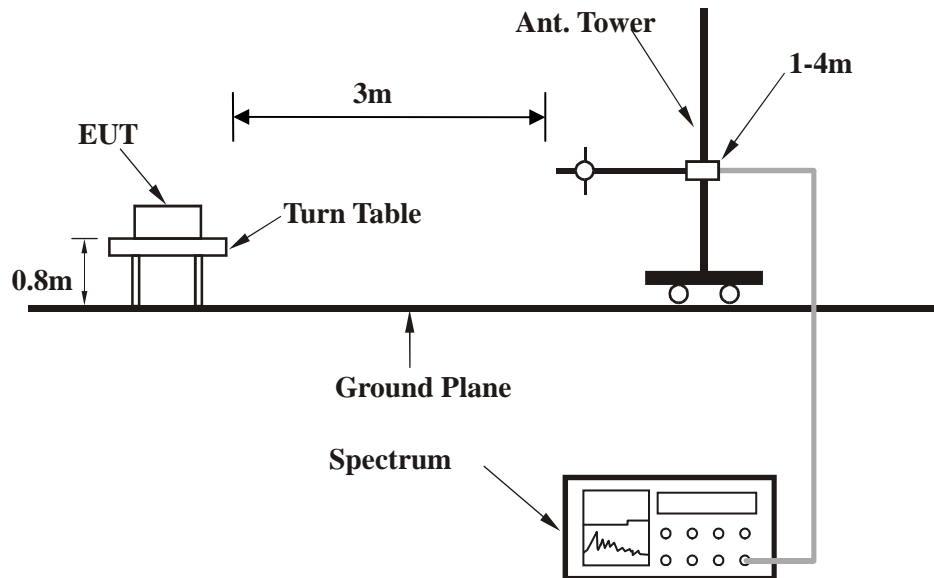 Ant. Tower
1-4m
3m
EUT
Turn Table
0.8m
Ground Plane
Spectrum